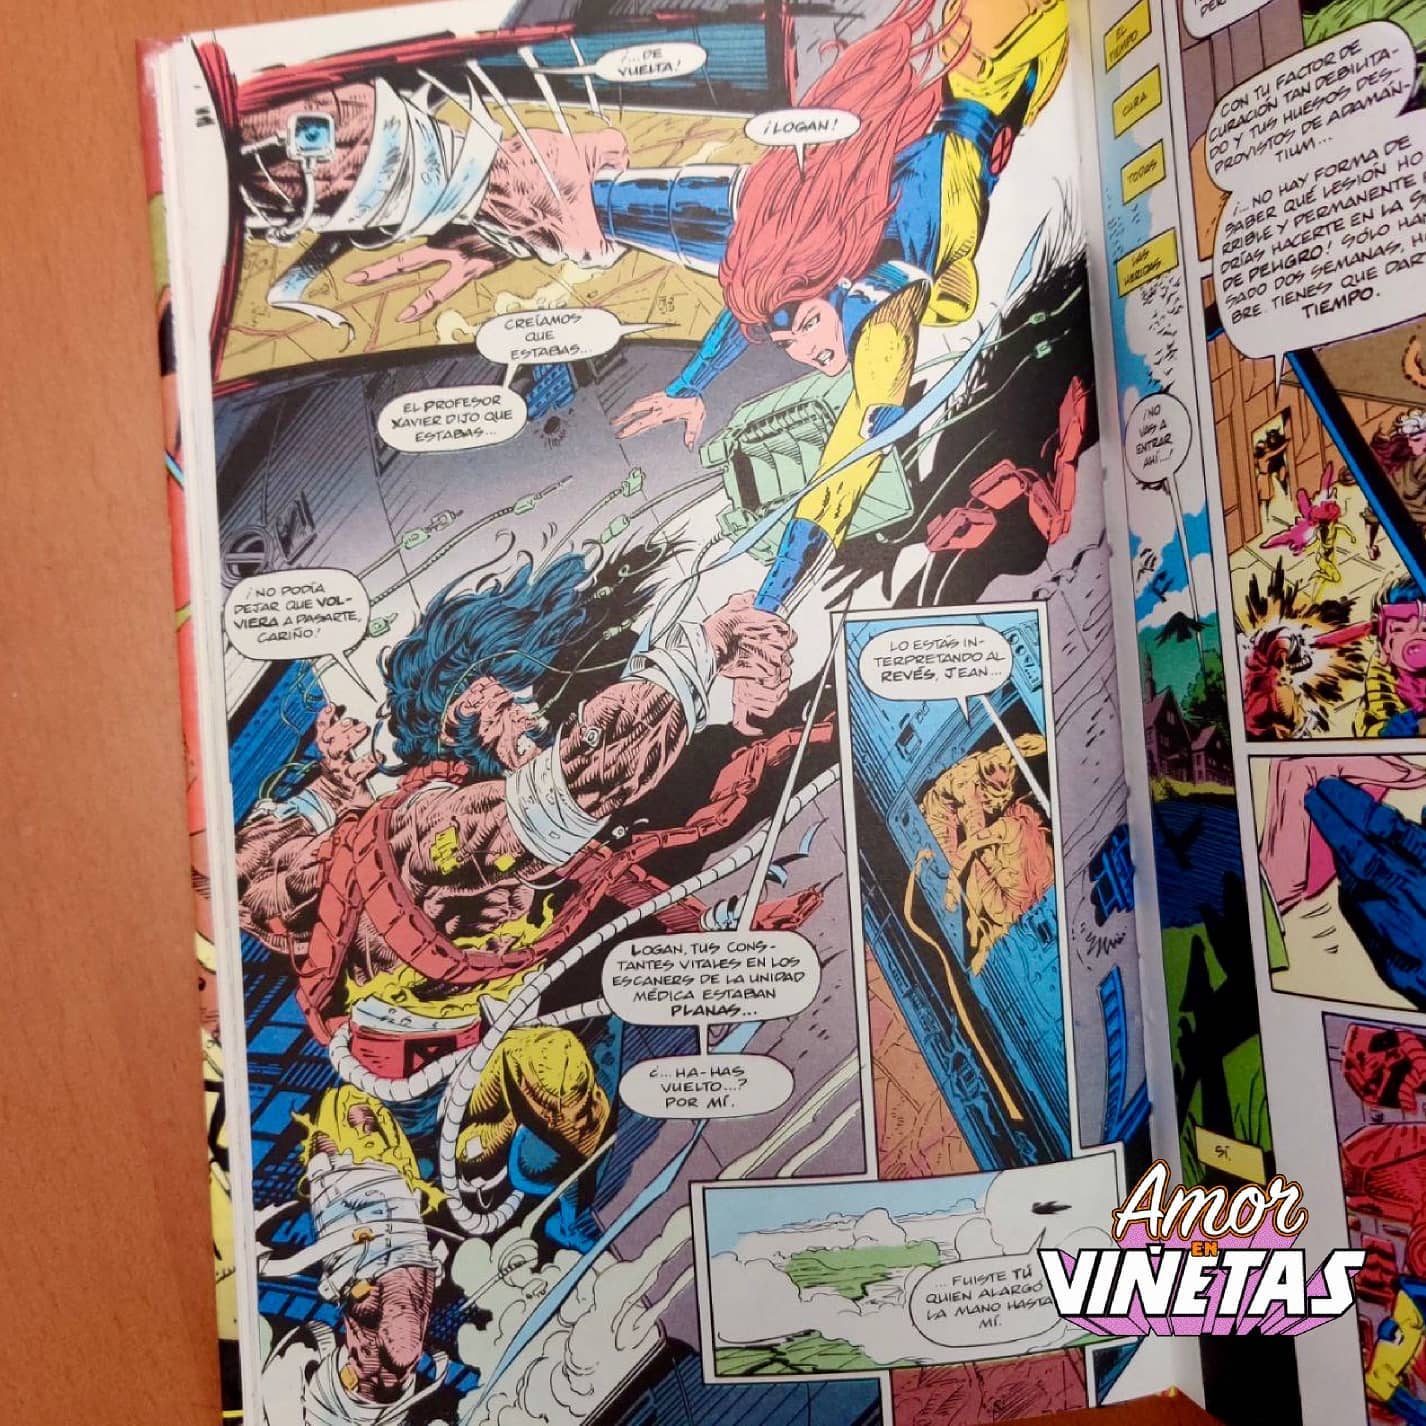 ¡...DE
VUELTA!
¡LOGAN!
CREÍAMOS
QUE
ESTABAS...
EL PROFESOR
XAVIER DIJO QUE
ESTABAS...
¡NO PODÍA
DEJAR QUE VOL-
VIERA A PASARTE,
CARIÑO!
LO ESTÁS IN-
TERPRETANDO AL
REVÉS, JEAN...
LOGAN, TUS CONS-
TANTES VITALES EN LOS
ESCANERS DE LA UNIDAD
MÉDICA ESTABAN
PLANAS...
¿...HA-HAS
VUELTO...?
POR MÍ.
...FUISTE TÚ
QUIEN ALARGÓ
LA MANO HASTA
MÍ.
EL
TIEMPO
CURA
TODAS
LAS
HERIDAS
CON TU FACTOR DE
CURACIÓN TAN DEBILITA-
DO Y TUS HUESOS DES-
PROVISTOS DE ADAMAN-
TIUM...
¡...NO HAY FORMA DE
SABER QUÉ LESIÓN HO
RRIBLE Y PERMANENTE
DRÍAS HACERTE EN LA S
DE PELIGRO! SÓLO HA
SADO DOS SEMANAS, H
BRE. TIENES QUE DART
TIEMPO.
¡NO
VAS A
ENTRAR
AHÍ...!
SÍ.
Amor
EN
VIÑETAS